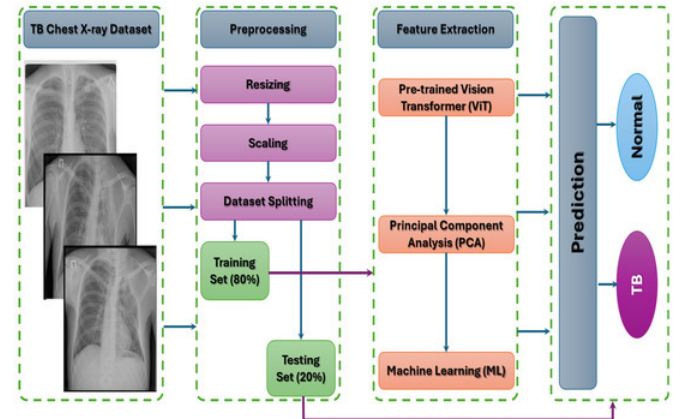 TB Chest X-ray Dataset
Preprocessing
Resizing
Scaling
Dataset Splitting
Training
Set (80%)
Testing
Set (20%)
Feature Extraction
Pre-trained Vision
Transformer (ViT)
Principal Component
Analysis (PCA)
Machine Learning (ML)
Prediction
Normal
TB